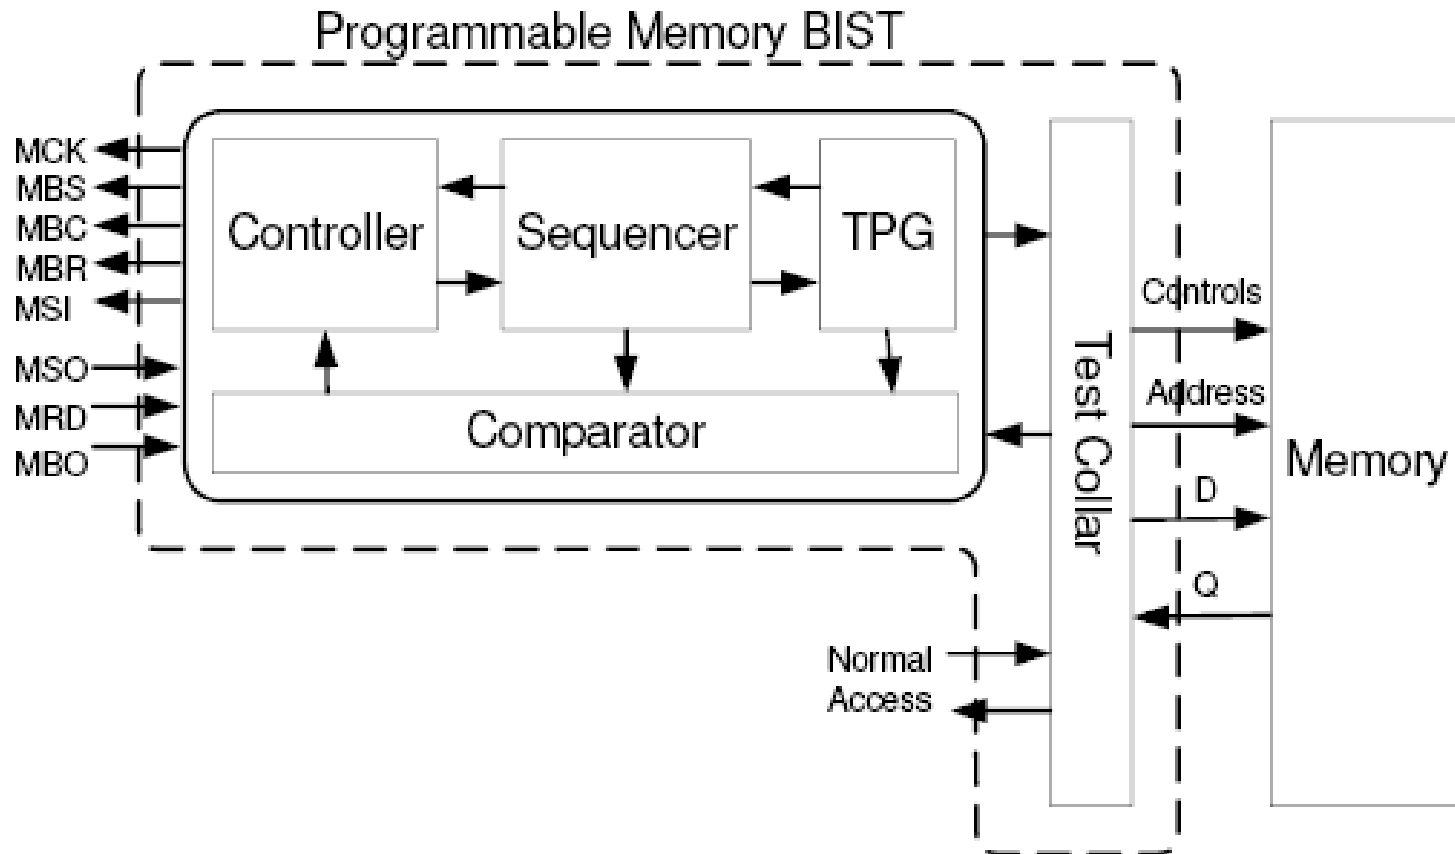 Programmable Memory BIST
MCK
MBS
MBC
MBR
MSI
MSO
MRD
MBO
Controller
Sequencer
TPG
Comparator
Test Collar
Controls
Address
D
Q
Memory
Normal
Access